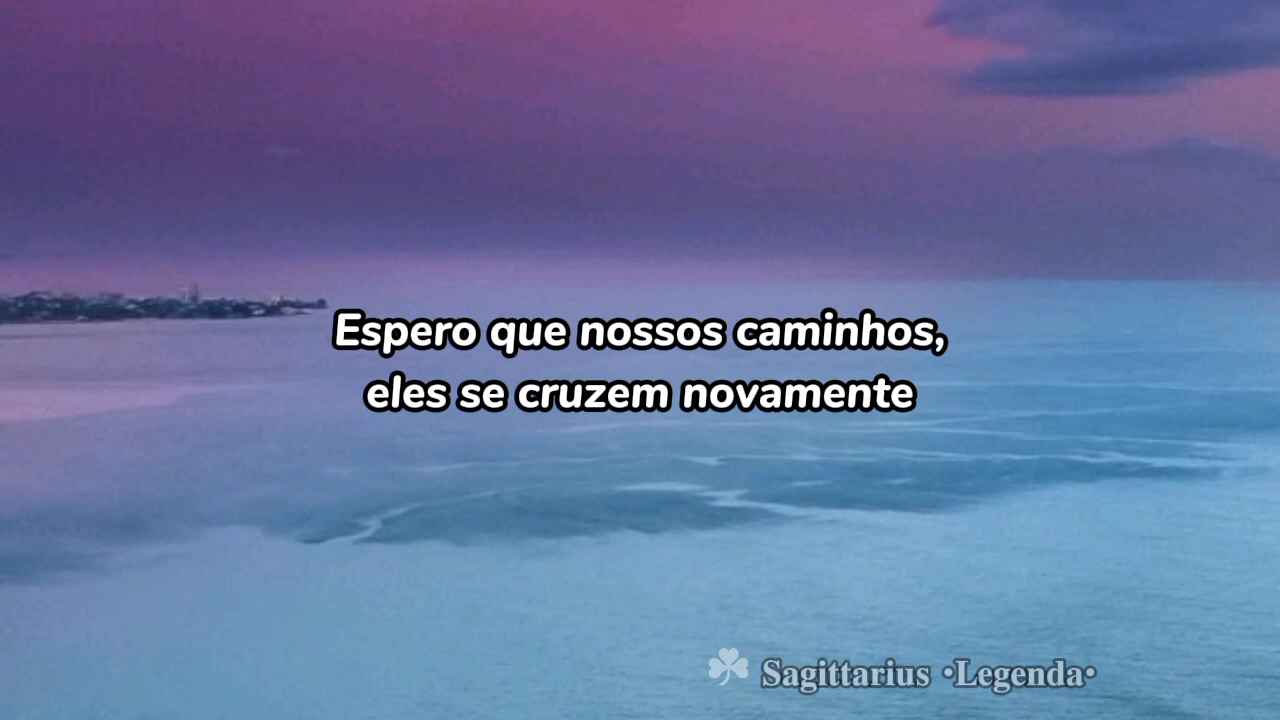 Espero que nossos caminhos,
eles se cruzem novamente
☘ Sagittarius •Legenda•